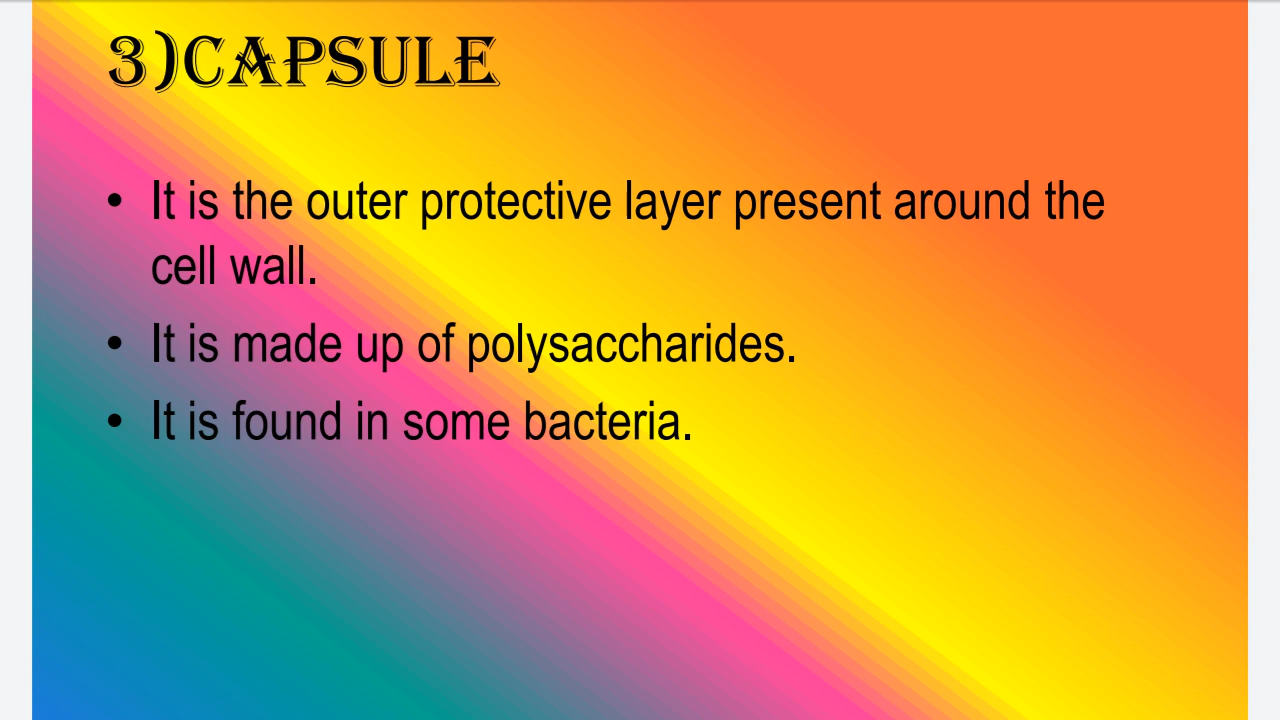 3)CAPSULE
• It is the outer protective layer present around the
cell wall.
• It is made up of polysaccharides.
• It is found in some bacteria.